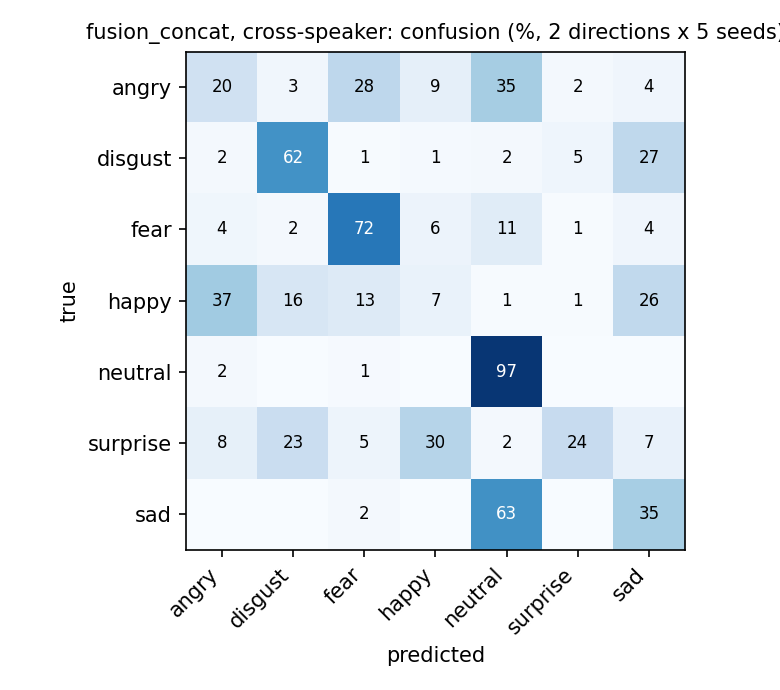 fusion_concat, cross-speaker: confusion (%, 2 directions x 5 seeds)
angry 20 3 28 9 35 2 4
disgust 2 62 1 1 2 5 27
fear 4 2 72 6 11 1 4
true
happy 37 16 13 7 1 1 26
neutral 2 1 97
surprise 8 23 5 30 2 24 7
sad 2 63 35
angry disgust fear happy neutral surprise sad
predicted